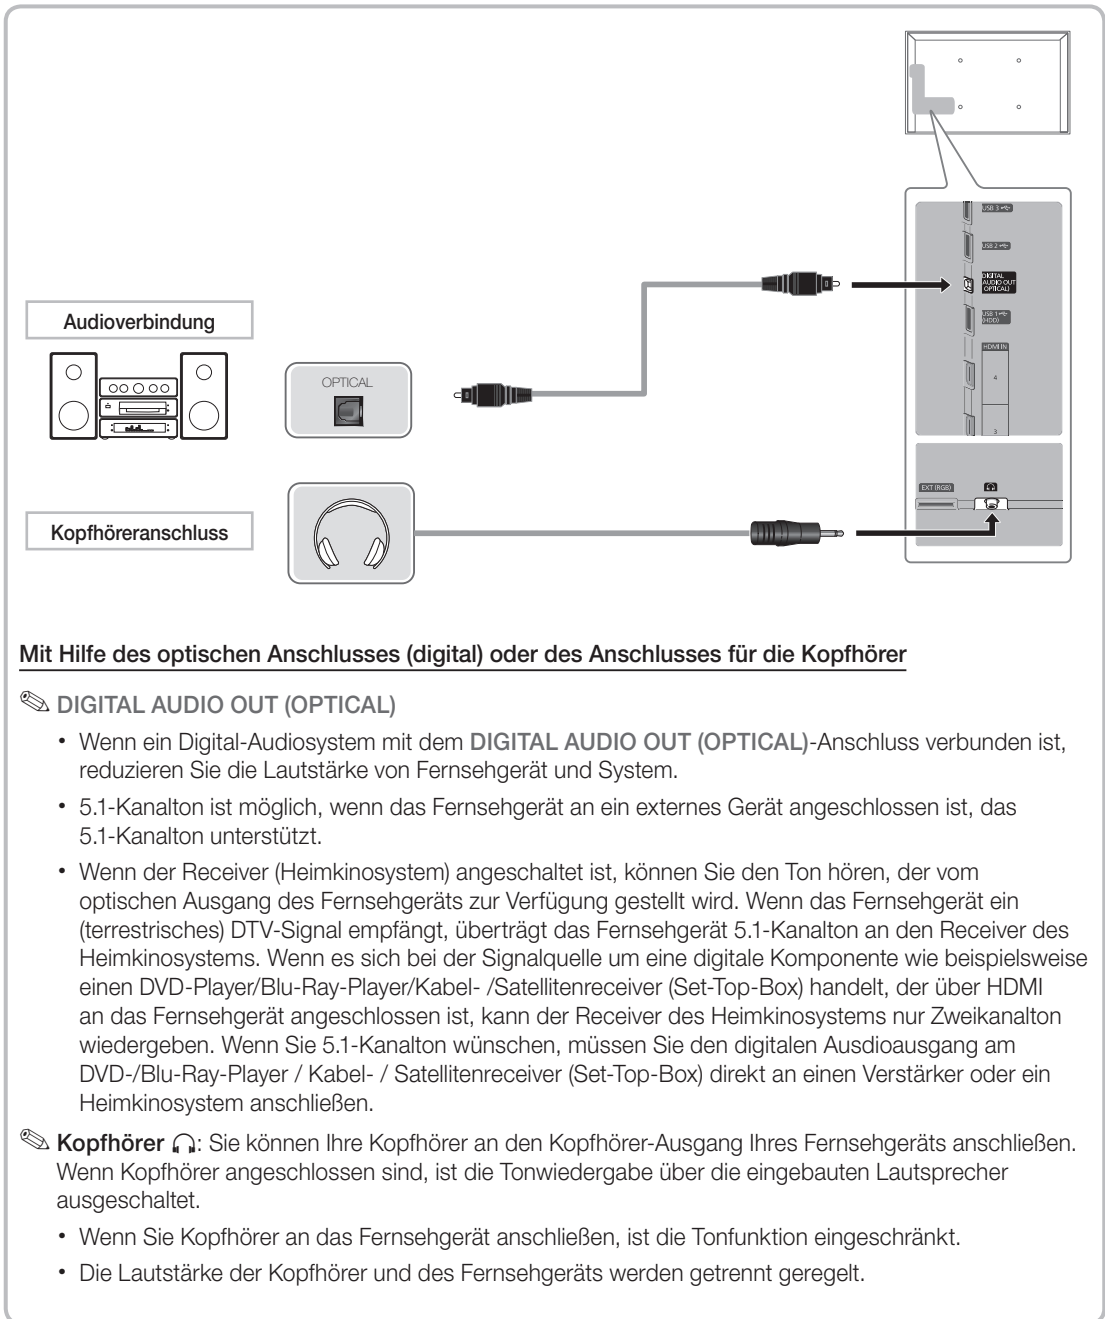 USB 3
USB 2
DIGITAL
AUDIO OUT
(OPTICAL)
USB 1
(HDD)
HDMI IN
4
3
Audioverbindung
OPTICAL
EXT (RGB)
Kopfhöreranschluss
Mit Hilfe des optischen Anschlusses (digital) oder des Anschlusses für die Kopfhörer
DIGITAL AUDIO OUT (OPTICAL)
• Wenn ein Digital-Audiosystem mit dem DIGITAL AUDIO OUT (OPTICAL)-Anschluss verbunden ist,
reduzieren Sie die Lautstärke von Fernsehgerät und System.
• 5.1-Kanalton ist möglich, wenn das Fernsehgerät an ein externes Gerät angeschlossen ist, das
5.1-Kanalton unterstützt.
• Wenn der Receiver (Heimkinosystem) angeschaltet ist, können Sie den Ton hören, der vom
optischen Ausgang des Fernsehgeräts zur Verfügung gestellt wird. Wenn das Fernsehgerät ein
(terrestrisches) DTV-Signal empfängt, überträgt das Fernsehgerät 5.1-Kanalton an den Receiver des
Heimkinosystems. Wenn es sich bei der Signalquelle um eine digitale Komponente wie beispielsweise
einen DVD-Player/Blu-Ray-Player/Kabel- /Satellitenreceiver (Set-Top-Box) handelt, der über HDMI
an das Fernsehgerät angeschlossen ist, kann der Receiver des Heimkinosystems nur Zweikanalton
wiedergeben. Wenn Sie 5.1-Kanalton wünschen, müssen Sie den digitalen Ausdioausgang am
DVD-/Blu-Ray-Player / Kabel- / Satellitenreceiver (Set-Top-Box) direkt an einen Verstärker oder ein
Heimkinosystem anschließen.
Kopfhörer : Sie können Ihre Kopfhörer an den Kopfhörer-Ausgang Ihres Fernsehgeräts anschließen.
Wenn Kopfhörer angeschlossen sind, ist die Tonwiedergabe über die eingebauten Lautsprecher
ausgeschaltet.
• Wenn Sie Kopfhörer an das Fernsehgerät anschließen, ist die Tonfunktion eingeschränkt.
• Die Lautstärke der Kopfhörer und des Fernsehgeräts werden getrennt geregelt.